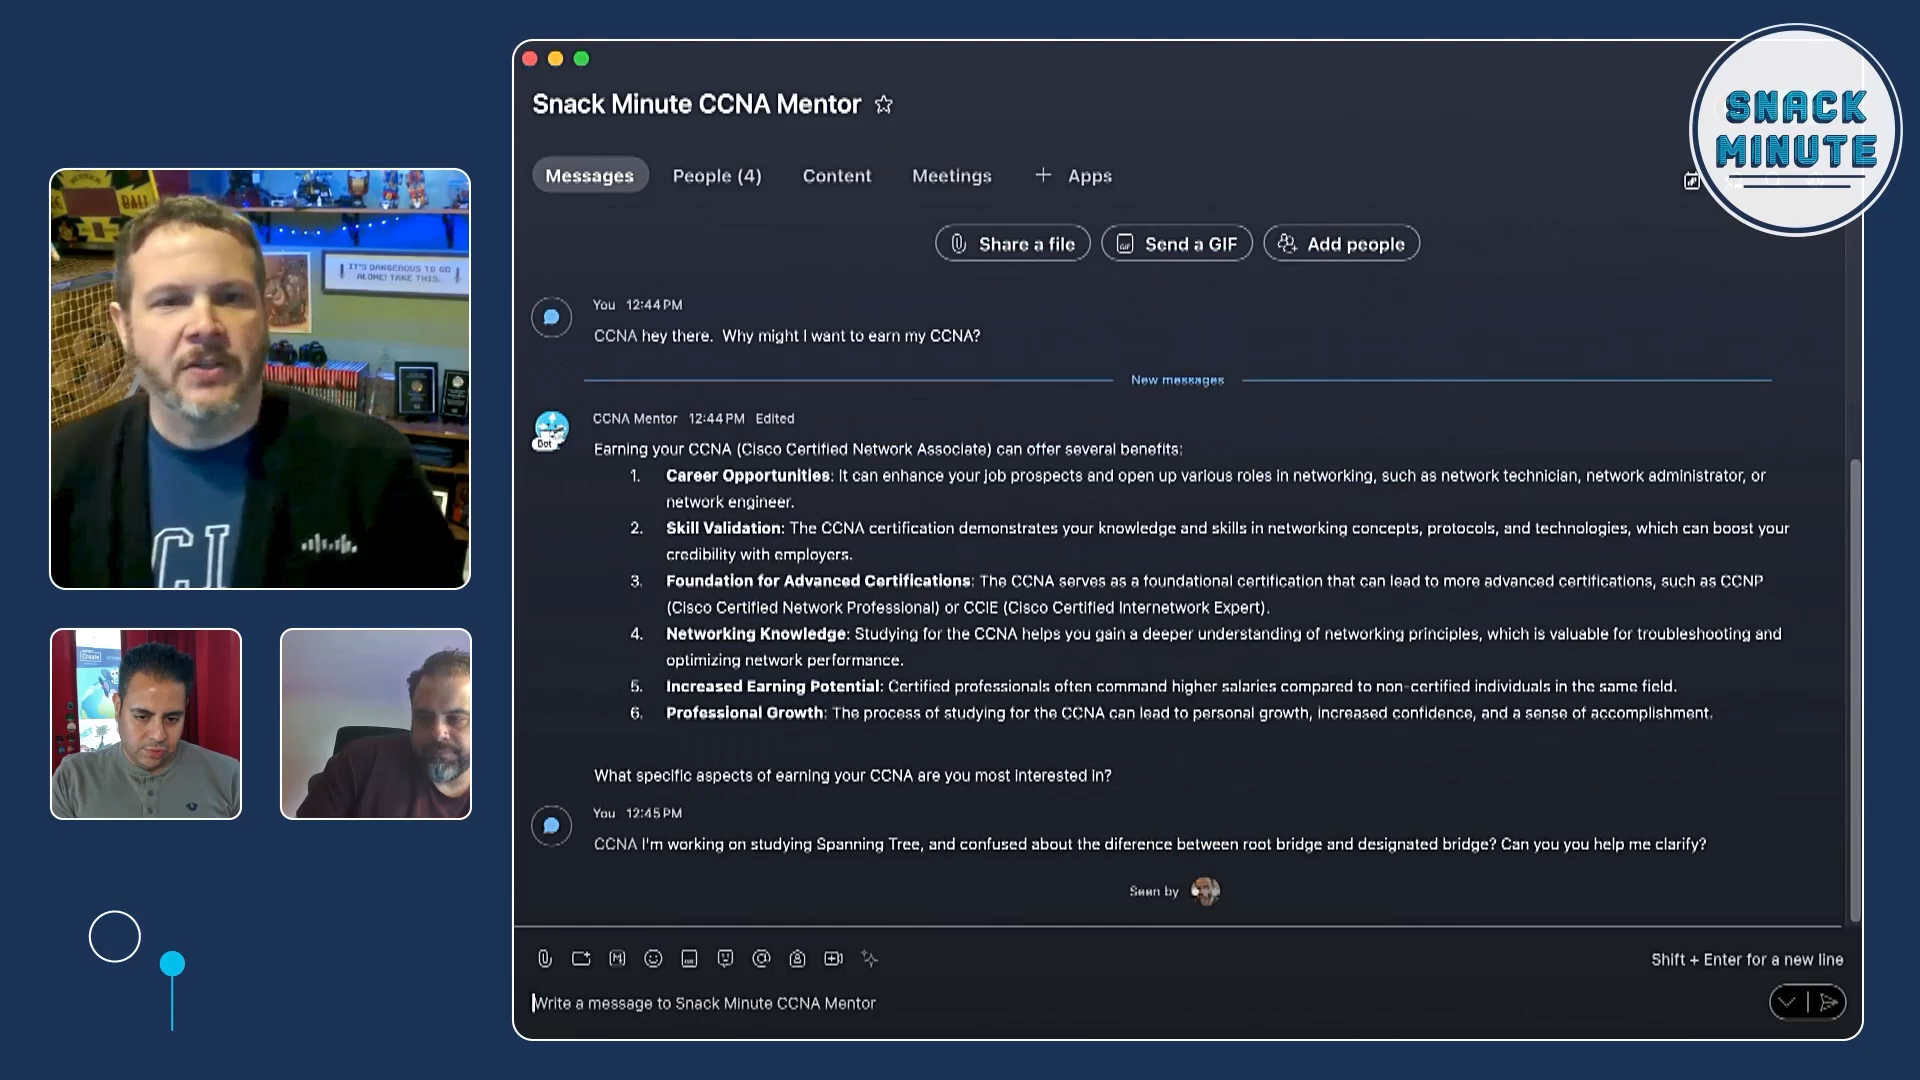 SNACK
MINUTE
Snack Minute CCNA Mentor
Messages
People (4)
Content
Meetings
+ Apps
Share a file
Send a GIF
Add people
You 12:44 PM
CCNA hey there. Why might I want to earn my CCNA?
New messages
CCNA Mentor 12:44 PM Edited
Bot
Earning your CCNA (Cisco Certified Network Associate) can offer several benefits:
1. Career Opportunities: It can enhance your job prospects and open up various roles in networking, such as network technician, network administrator, or
network engineer.
2. Skill Validation: The CCNA certification demonstrates your knowledge and skills in networking concepts, protocols, and technologies, which can boost your
credibility with employers.
3. Foundation for Advanced Certifications: The CCNA serves as a foundational certification that can lead to more advanced certifications, such as CCNP
(Cisco Certified Network Professional) or CCIE (Cisco Certified Internetwork Expert).
4. Networking Knowledge: Studying for the CCNA helps you gain a deeper understanding of networking principles, which is valuable for troubleshooting and
optimizing network performance.
5. Increased Earning Potential: Certified professionals often command higher salaries compared to non-certified individuals in the same field.
6. Professional Growth: The process of studying for the CCNA can lead to personal growth, increased confidence, and a sense of accomplishment.
What specific aspects of earning your CCNA are you most interested in?
You 12:45 PM
CCNA I'm working on studying Spanning Tree, and confused about the diference between root bridge and designated bridge? Can you you help me clarify?
Seen by
Shift + Enter for a new line
Write a message to Snack Minute CCNA Mentor
IT'S DANGEROUS TO GO
ALONE! TAKE THIS.
BALL
Create